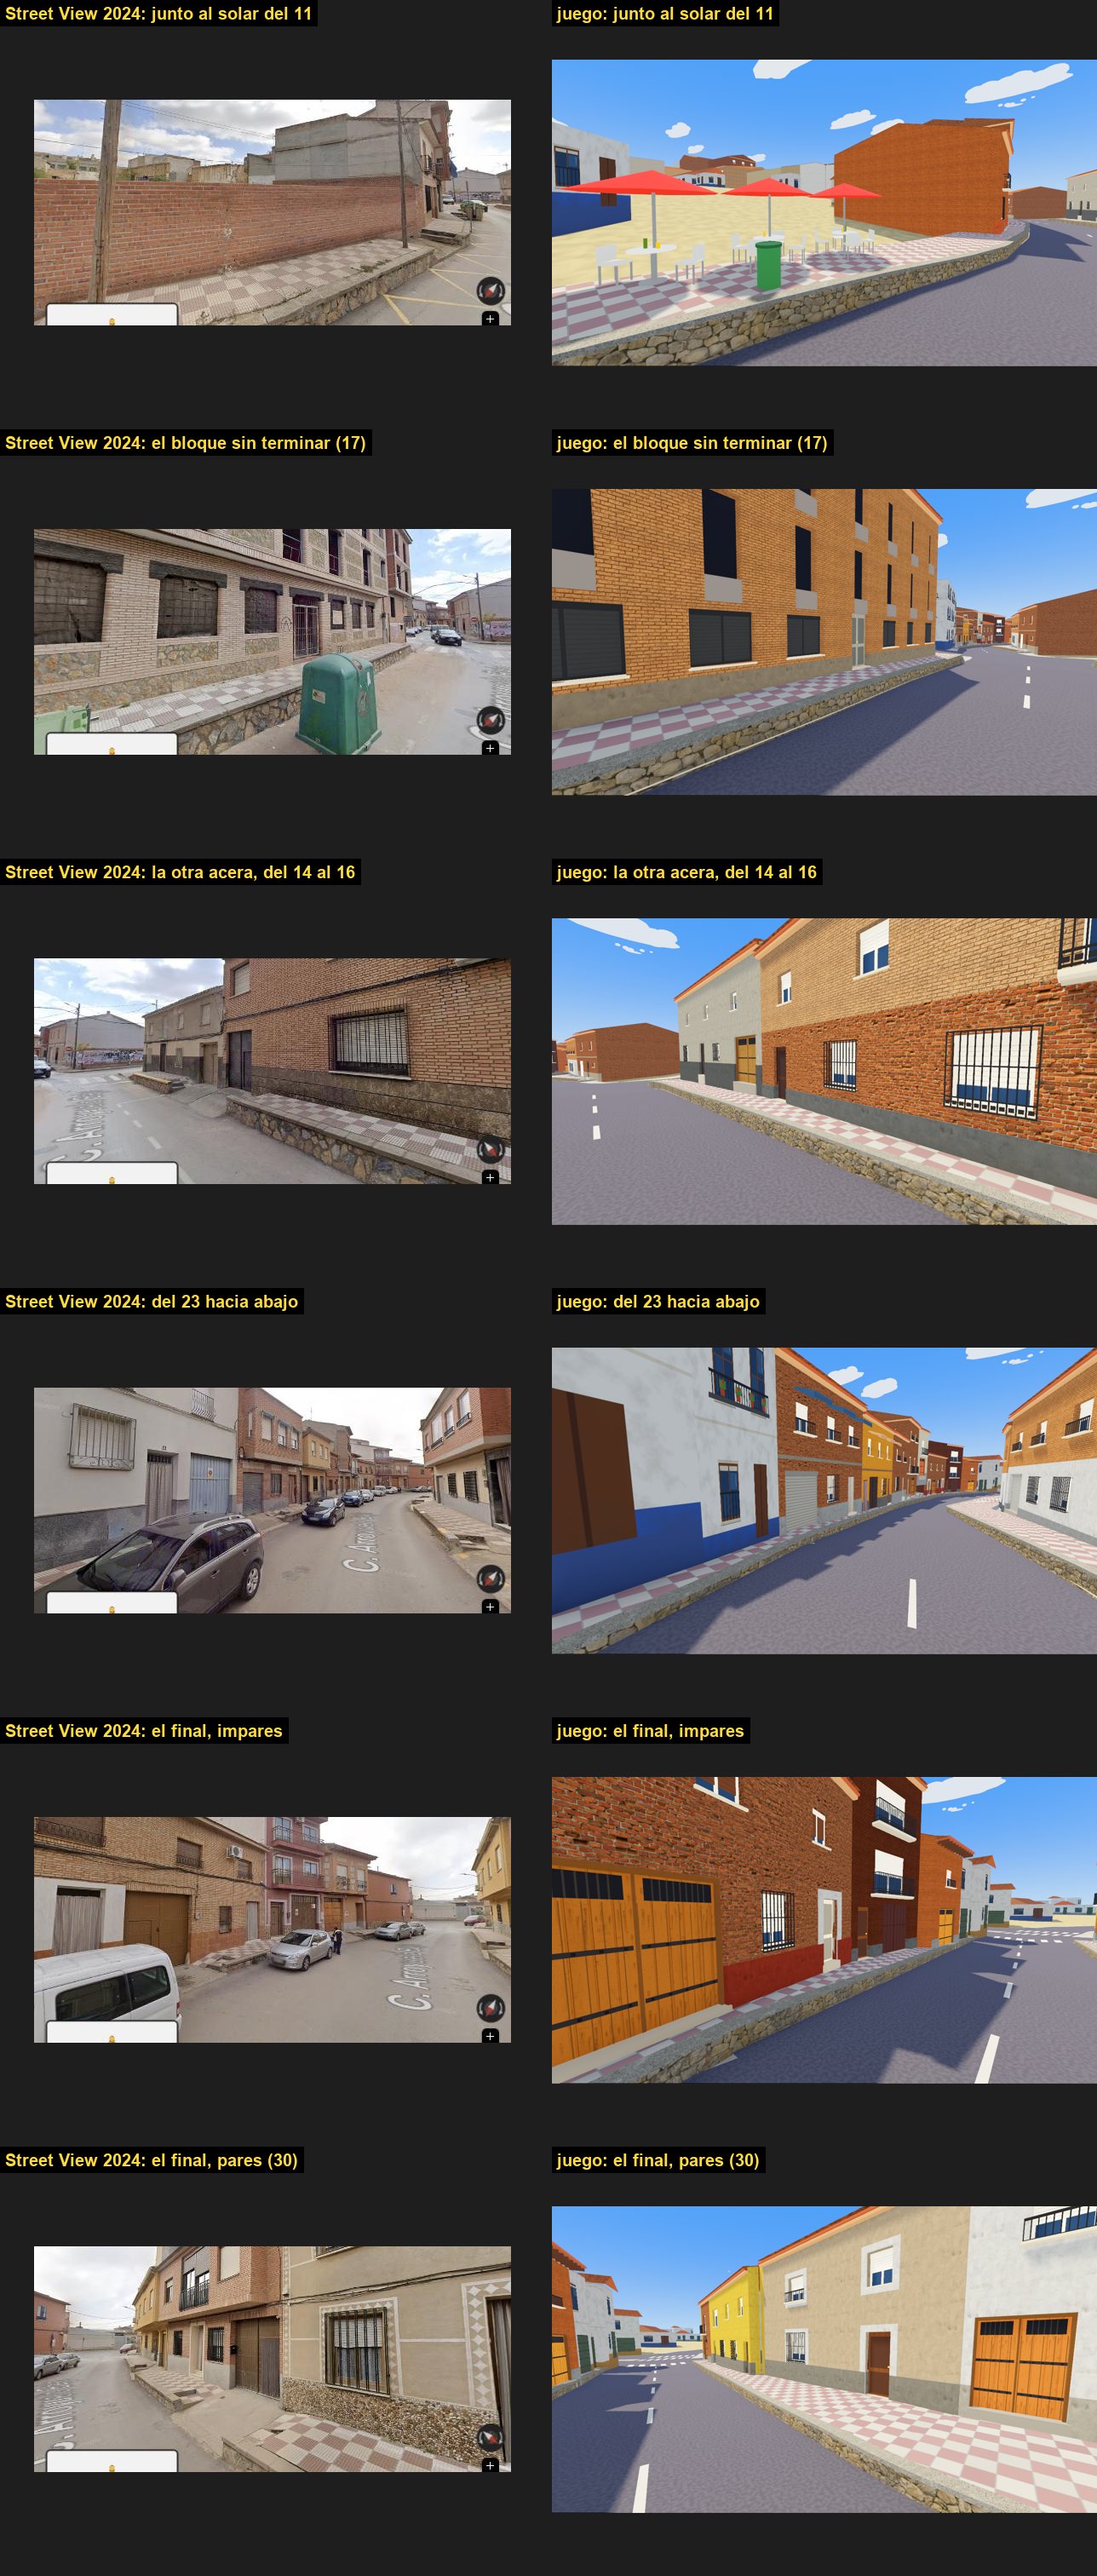 Street View 2024: junto al solar del 11
juego: junto al solar del 11
Street View 2024: el bloque sin terminar (17)
juego: el bloque sin terminar (17)
Street View 2024: la otra acera, del 14 al 16
juego: la otra acera, del 14 al 16
Street View 2024: del 23 hacia abajo
juego: del 23 hacia abajo
Street View 2024: el final, impares
juego: el final, impares
Street View 2024: el final, pares (30)
juego: el final, pares (30)